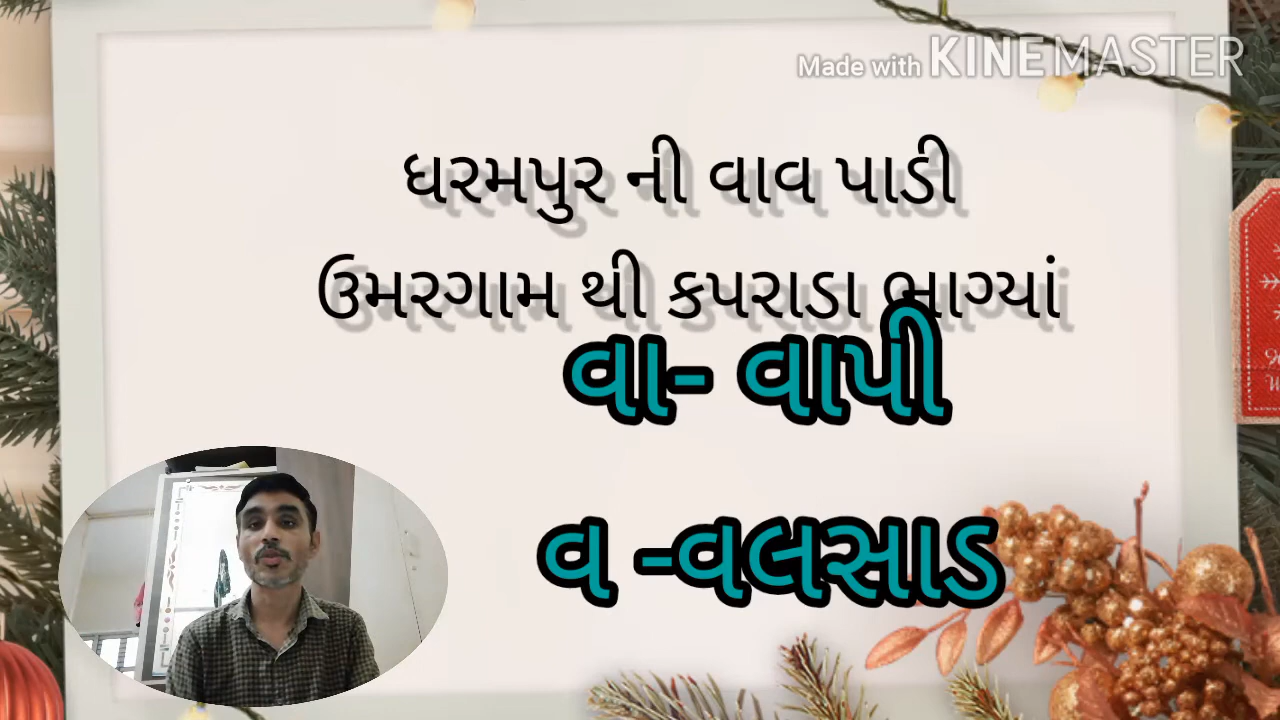 Made with KINEMASTER
ધરમપુર ની વાવ પાડી
ઉમરગામ થી કપરાડા ભાગ્યાં
વા- વાપી
વ -વલસાડ